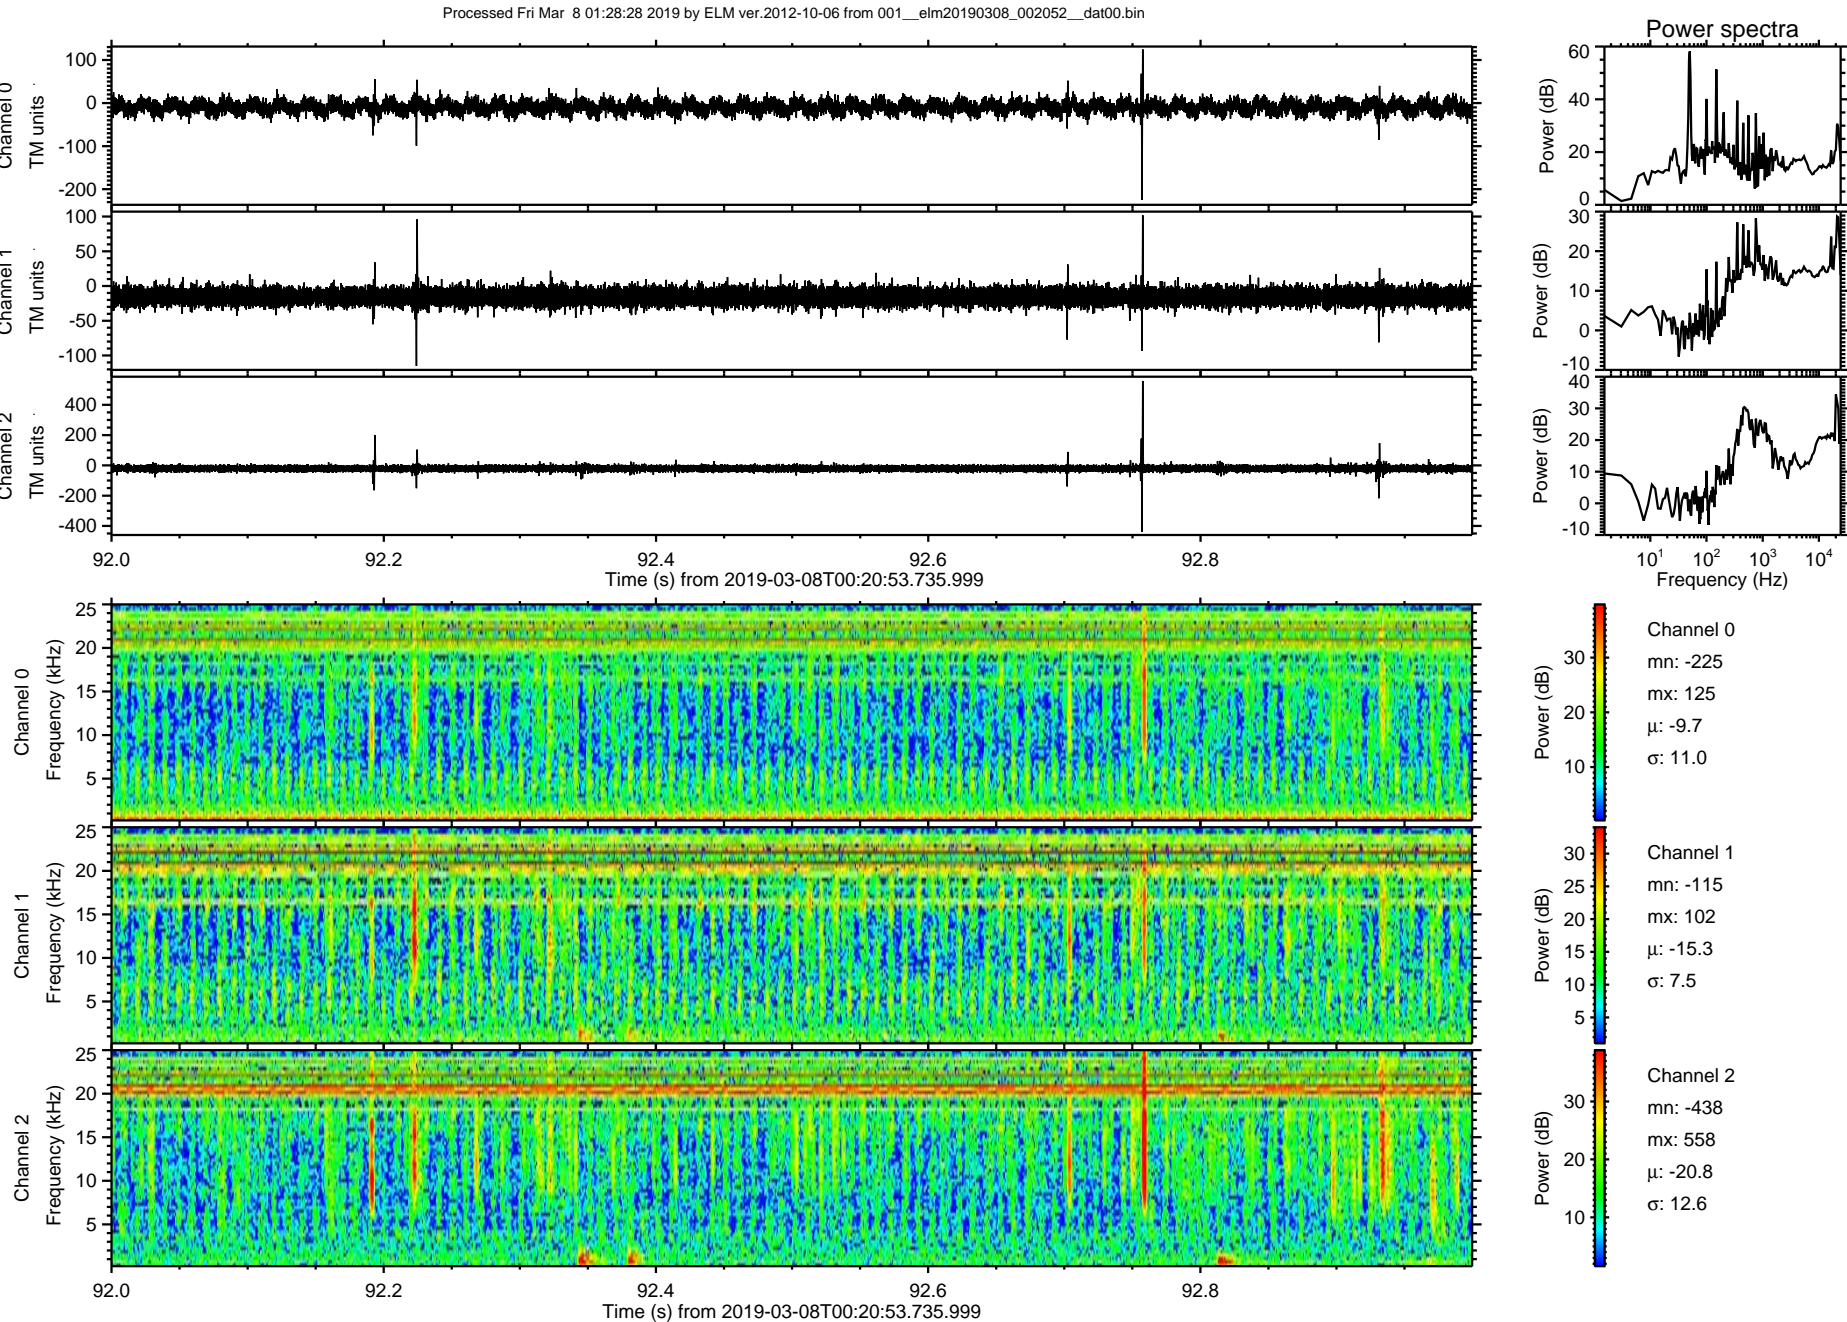 Processed Fri Mar  8 01:28:28 2019 by ELM ver.2012-10-06 from 001__elm20190308_002052__dat00.bin
Power spectra
Channel 0
TM units
100
0
-100
-200
Power (dB)
60
40
20
0
Channel 1
TM units
100
50
0
-50
-100
Power (dB)
30
20
10
0
-10
Channel 2
TM units
400
200
0
-200
-400
Power (dB)
40
30
20
10
0
-10
92.0 92.2 92.4 92.6 92.8
Time (s) from 2019-03-08T00:20:53.735.999
10¹ 10² 10³ 10⁴
Frequency (Hz)
Channel 0
Frequency (kHz)
25
20
15
10
5
Power (dB)
30
20
10
Channel 0
mn: -225
mx: 125
μ: -9.7
σ: 11.0
Channel 1
Frequency (kHz)
25
20
15
10
5
Power (dB)
30
25
20
15
10
5
Channel 1
mn: -115
mx: 102
μ: -15.3
σ: 7.5
Channel 2
Frequency (kHz)
25
20
15
10
5
Power (dB)
30
20
10
Channel 2
mn: -438
mx: 558
μ: -20.8
σ: 12.6
92.0 92.2 92.4 92.6 92.8
Time (s) from 2019-03-08T00:20:53.735.999